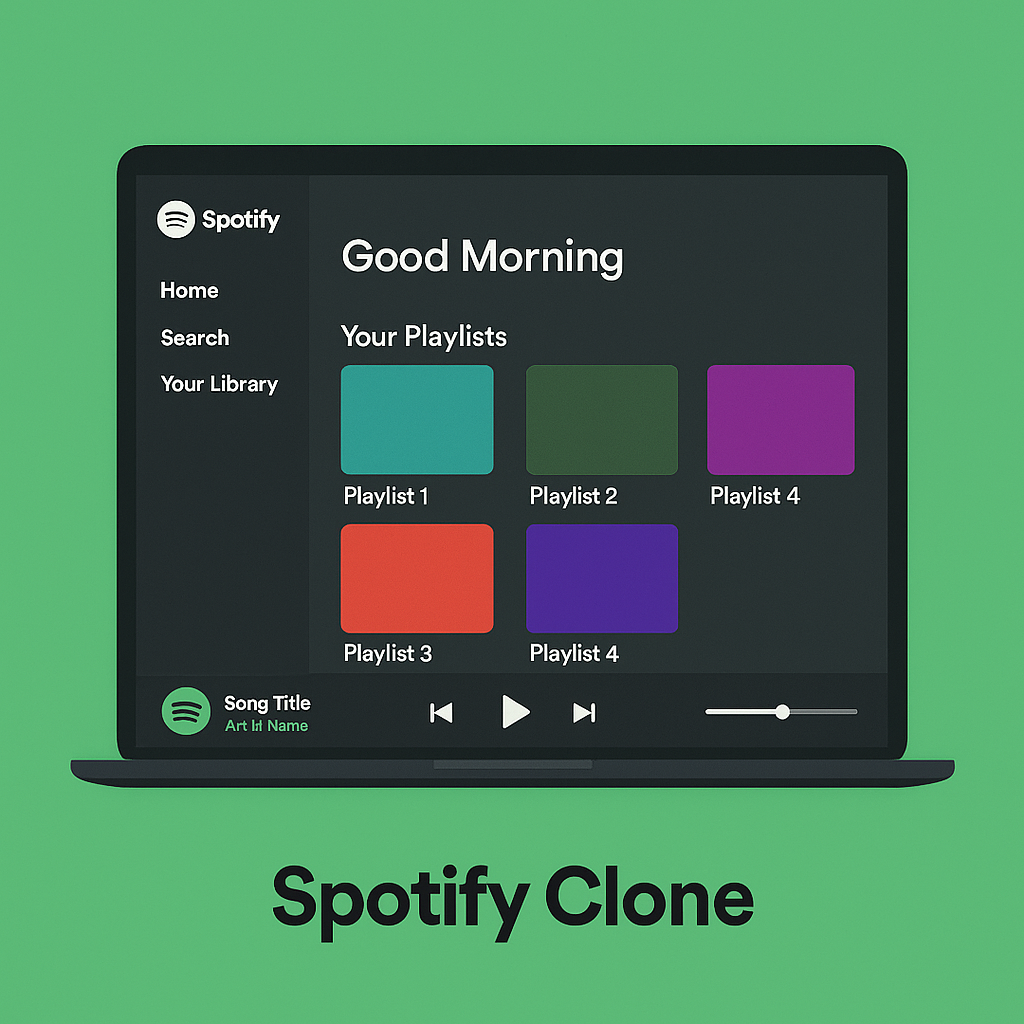 Spotify
Home
Search
Your Library
Good Morning
Your Playlists
Playlist 1
Playlist 2
Playlist 4
Playlist 3
Playlist 4
Song Title
Art Name
Spotify Clone